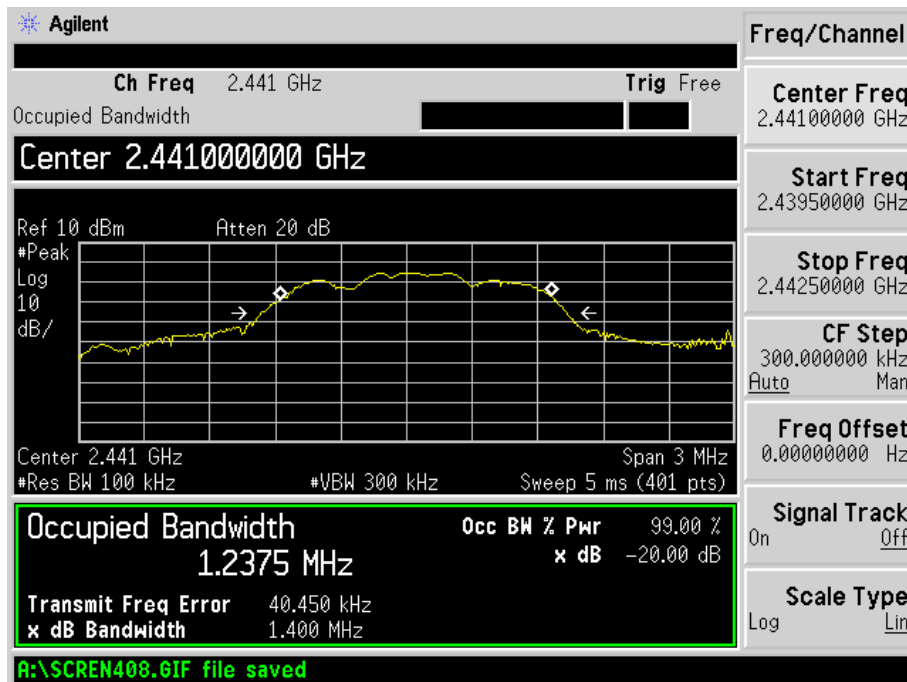 Agilent
Freq/Channel
Ch Freq 2.441 GHz Trig Free
Occupied Bandwidth
Center 2.441000000 GHz
Ref 10 dBm Atten 20 dB
#Peak
Log
10
dB/
Center 2.441 GHz Span 3 MHz
#Res BW 100 kHz #VBW 300 kHz Sweep 5 ms (401 pts)
Occupied Bandwidth
1.2375 MHz
Occ BW % Pwr 99.00 %
x dB -20.00 dB
Transmit Freq Error 40.450 kHz
x dB Bandwidth 1.400 MHz
A:\SCREN408.GIF file saved
Center Freq
2.44100000 GHz
Start Freq
2.43950000 GHz
Stop Freq
2.44250000 GHz
CF Step
300.000000 kHz
Auto Man
Freq Offset
0.00000000 Hz
Signal Track
On Off
Scale Type
Log Lin